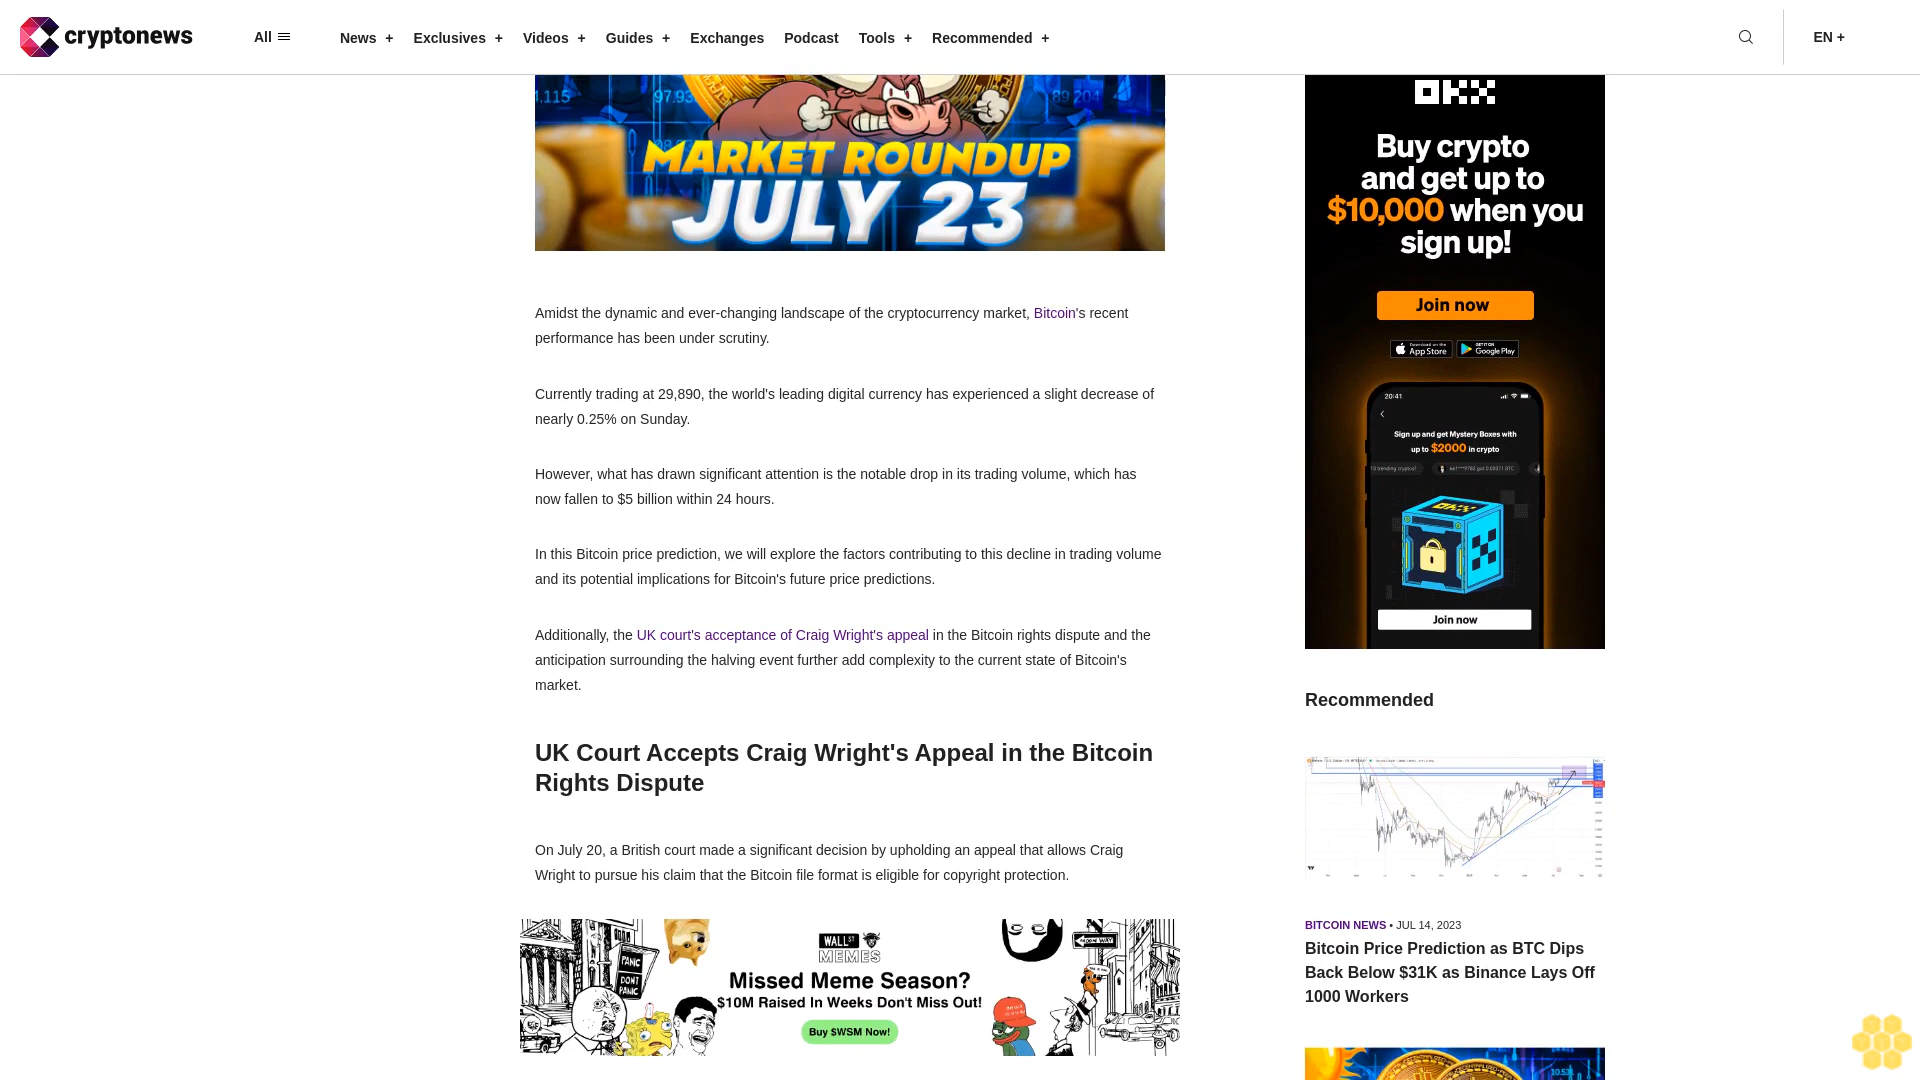 cryptonews
All
News +
Exclusives +
Videos +
Guides +
Exchanges
Podcast
Tools +
Recommended +
EN +
MARKET ROUNDUP
JULY 23
Amidst the dynamic and ever-changing landscape of the cryptocurrency market, Bitcoin's recent
performance has been under scrutiny.
Currently trading at 29,890, the world's leading digital currency has experienced a slight decrease of
nearly 0.25% on Sunday.
However, what has drawn significant attention is the notable drop in its trading volume, which has
now fallen to $5 billion within 24 hours.
In this Bitcoin price prediction, we will explore the factors contributing to this decline in trading volume
and its potential implications for Bitcoin's future price predictions.
Additionally, the UK court's acceptance of Craig Wright's appeal in the Bitcoin rights dispute and the
anticipation surrounding the halving event further add complexity to the current state of Bitcoin's
market.
UK Court Accepts Craig Wright's Appeal in the Bitcoin
Rights Dispute
On July 20, a British court made a significant decision by upholding an appeal that allows Craig
Wright to pursue his claim that the Bitcoin file format is eligible for copyright protection.
PANIC
DONT
PANIC
WALL ST
MEMES
Missed Meme Season?
$10M Raised In Weeks Don't Miss Out!
Buy $WSM Now!
OKX
Buy crypto
and get up to
$10,000 when you
sign up!
Join now
Download on the
App Store
GET IT ON
Google Play
20:41
Sign up and get Mystery Boxes with
up to $2000 in crypto
OKX
Join now
Recommended
BITCOIN NEWS • JUL 14, 2023
Bitcoin Price Prediction as BTC Dips
Back Below $31K as Binance Lays Off
1000 Workers